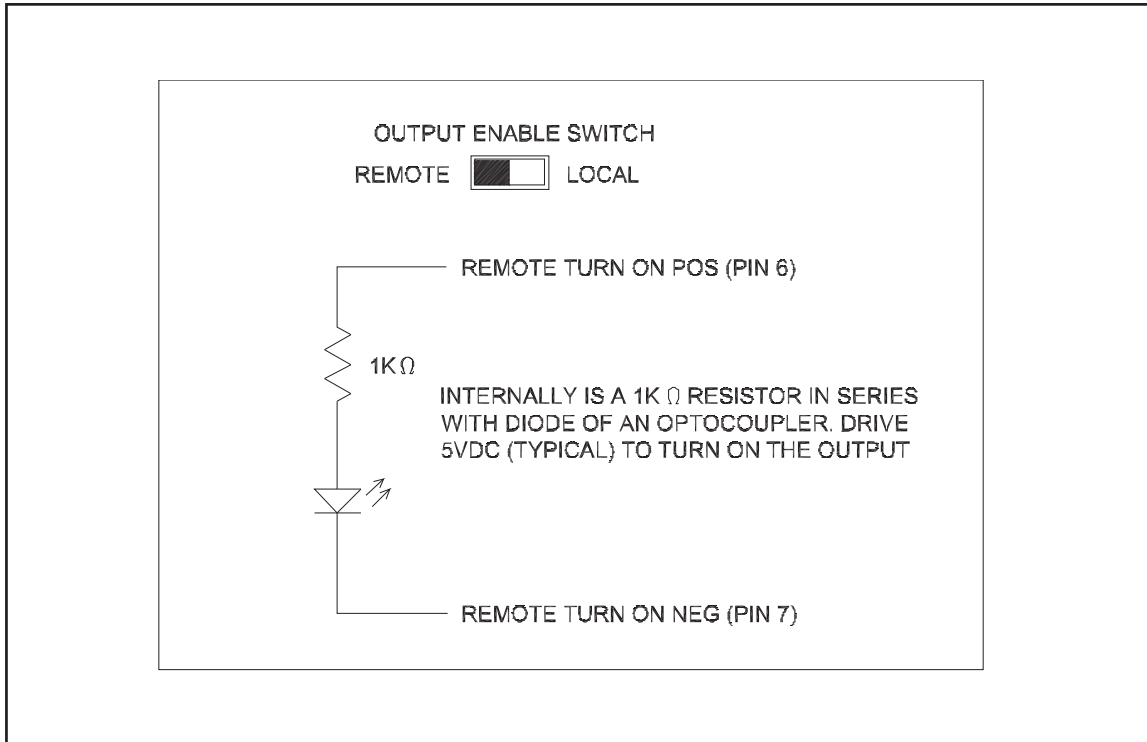 OUTPUT ENABLE SWITCH
REMOTE LOCAL
REMOTE TURN ON POS (PIN 6)
1K Ω
INTERNALLY IS A 1K Ω RESISTOR IN SERIES
WITH DIODE OF AN OPTOCOUPLER. DRIVE
5VDC (TYPICAL) TO TURN ON THE OUTPUT
REMOTE TURN ON NEG (PIN 7)